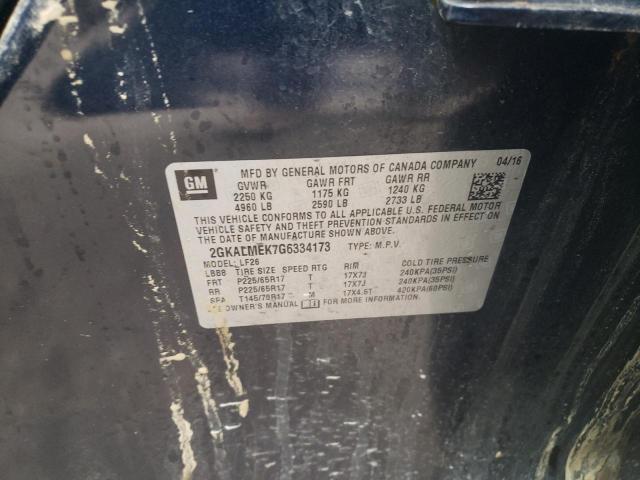 MFD BY GENERAL MOTORS OF CANADA COMPANY 04/16
GM
GVWR GAWR FRT GAWR RR
2250 KG 1175 KG 1240 KG
4960 LB 2590 LB 2733 LB
THIS VEHICLE CONFORMS TO ALL APPLICABLE U.S. FEDERAL MOTOR
VEHICLE SAFETY AND THEFT PREVENTION STANDARDS IN EFFECT ON
THE DATE OF MANUFACTURE SHOWN ABOVE.
2GKALMEK7G6334173 TYPE: M.P.V.
MODEL: LF26
LBBB TIRE SIZE SPEED RTG RIM COLD TIRE PRESSURE
FRT P225/65R17 T 17X7J 240KPA(35PSI)
RR P225/65R17 T 17X7J 240KPA(35PSI)
SPA T145/70R17 M 17X4.5T 420KPA(60PSI)
SEE OWNER'S MANUAL FOR MORE INFORMATION